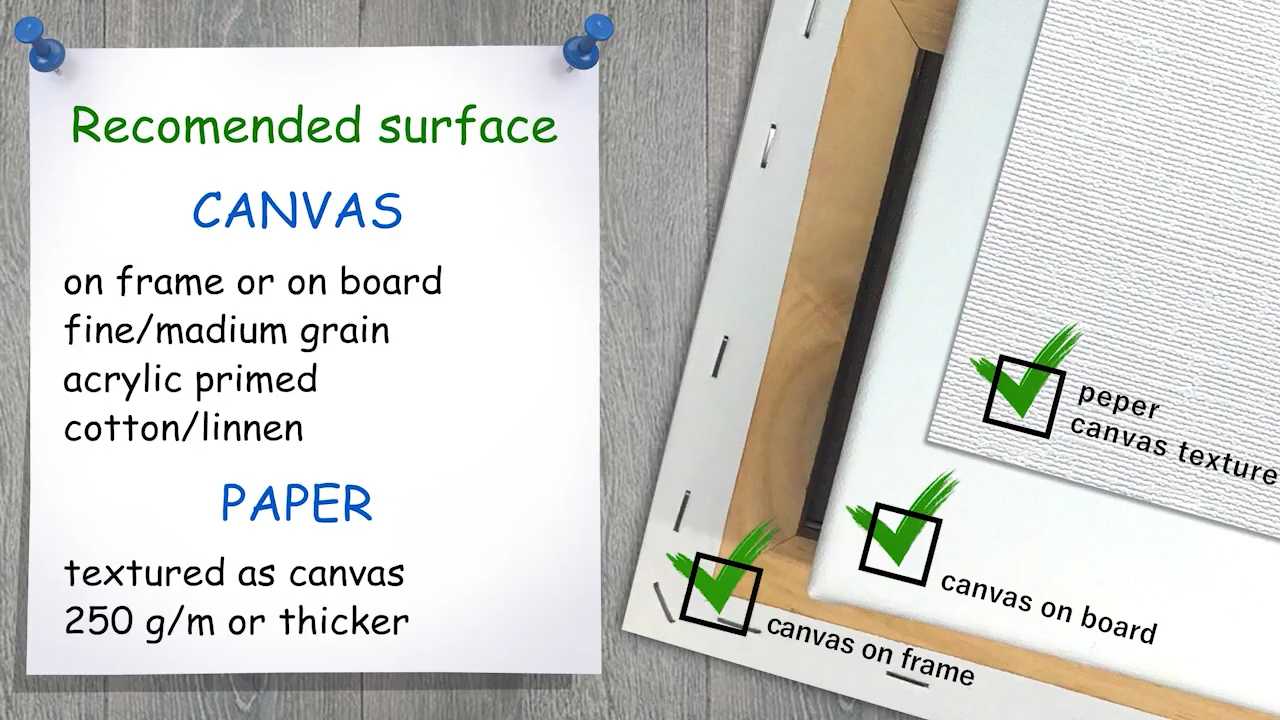 Recomended surface
CANVAS
on frame or on board
fine/madium grain
acrylic primed
cotton/linnen
PAPER
textured as canvas
250 g/m or thicker
peper
canvas texture
canvas on board
canvas on frame